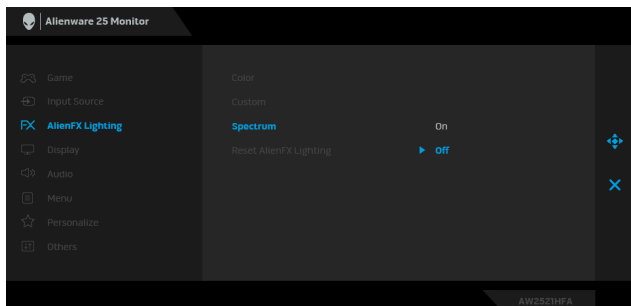 Alienware 25 Monitor
Game
Color
Input Source
Custom
FX AlienFX Lighting
Spectrum On
Display
Reset AlienFX Lighting Off
Audio
Menu
Personalize
Others
AW2521HFA